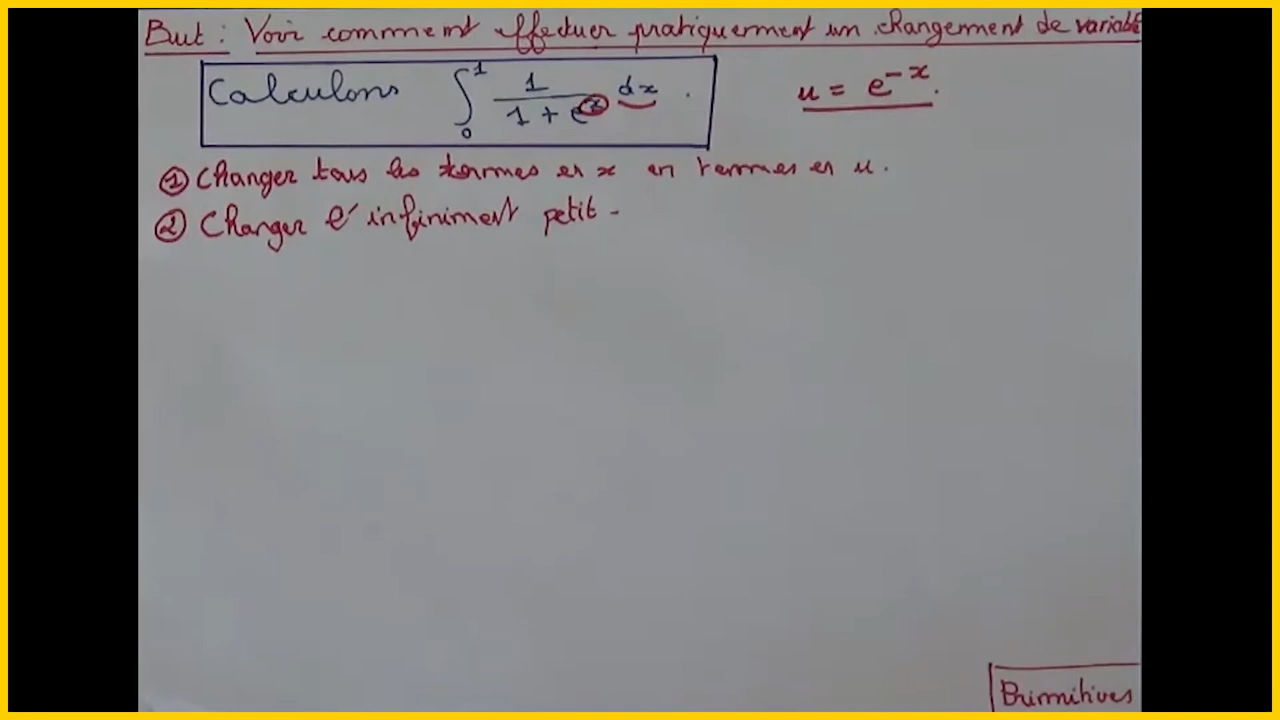 But : Voir comment effectuer pratiquement un changement de variable
Calculons ∫₀¹ 1/(1 + eˣ) dx .
u = e⁻ˣ.
① Changer tous les termes en x en termes en u.
② Changer l'infiniment petit -
Primitives